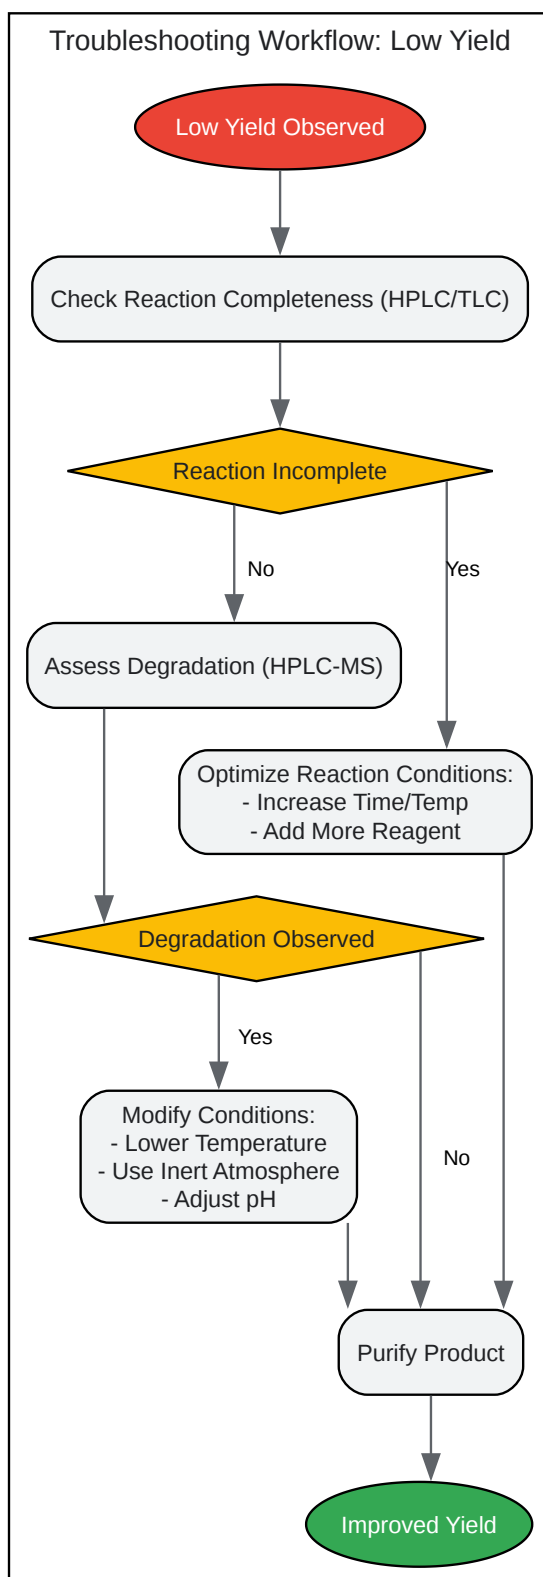 Troubleshooting Workflow: Low Yield
Low Yield Observed
Check Reaction Completeness (HPLC/TLC)
Reaction Incomplete
No
Yes
Assess Degradation (HPLC-MS)
Optimize Reaction Conditions:
- Increase Time/Temp
- Add More Reagent
Degradation Observed
Yes
Modify Conditions:
- Lower Temperature
- Use Inert Atmosphere
- Adjust pH
No
Purify Product
Improved Yield